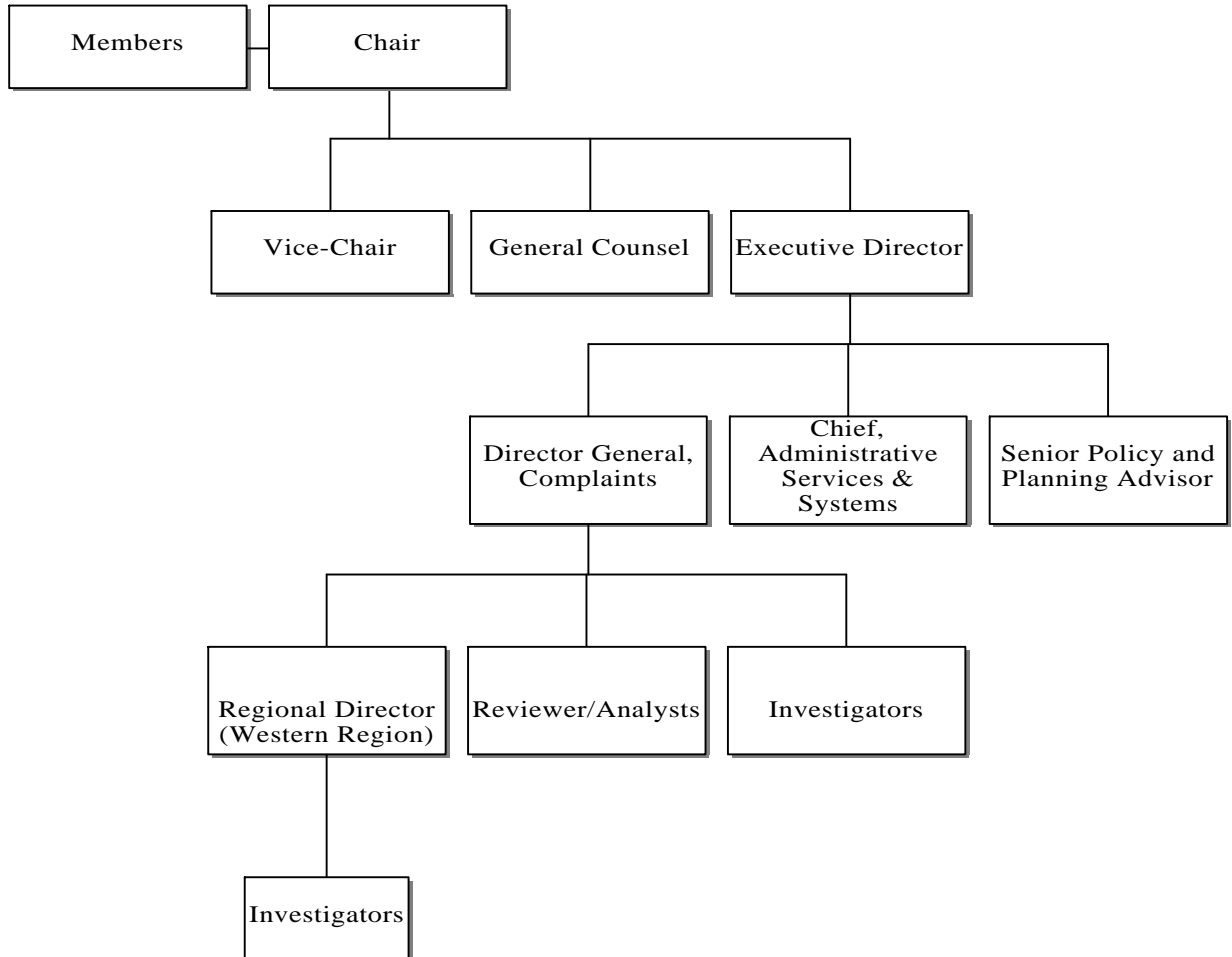 Members
Chair
Vice-Chair
General Counsel
Executive Director
Director General,
Complaints
Chief,
Administrative
Services &
Systems
Senior Policy and
Planning Advisor
Regional Director
(Western Region)
Reviewer/Analysts
Investigators
Investigators